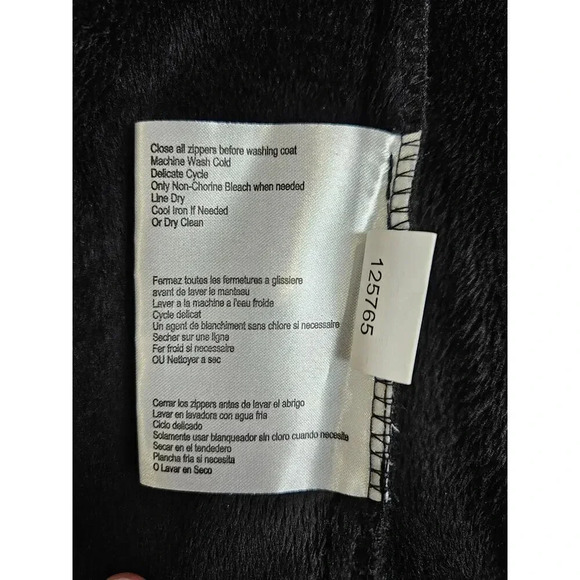 Close all zippers before washing coat
Machine Wash Cold
Delicate Cycle
Only Non-Chorine Bleach when needed
Line Dry
Cool Iron If Needed
Or Dry Clean
Fermez toutes les fermetures a glissiere
avant de laver le manteau
Laver a la machine a l'eau froide
Cycle delicat
Un agent de blanchiment sans chlore si necessaire
Secher sur une ligne
Fer froid si necessaire
OU Nettoyer a sec
Cerrar los zippers antes de lavar el abrigo
Lavar en lavadora con agua fria
Ciclo delicado
Solamente usar blanqueador sin cloro cuando necesite
Secar en el tendedero
Plancha fria si necesita
O Lavar en Seco
125765